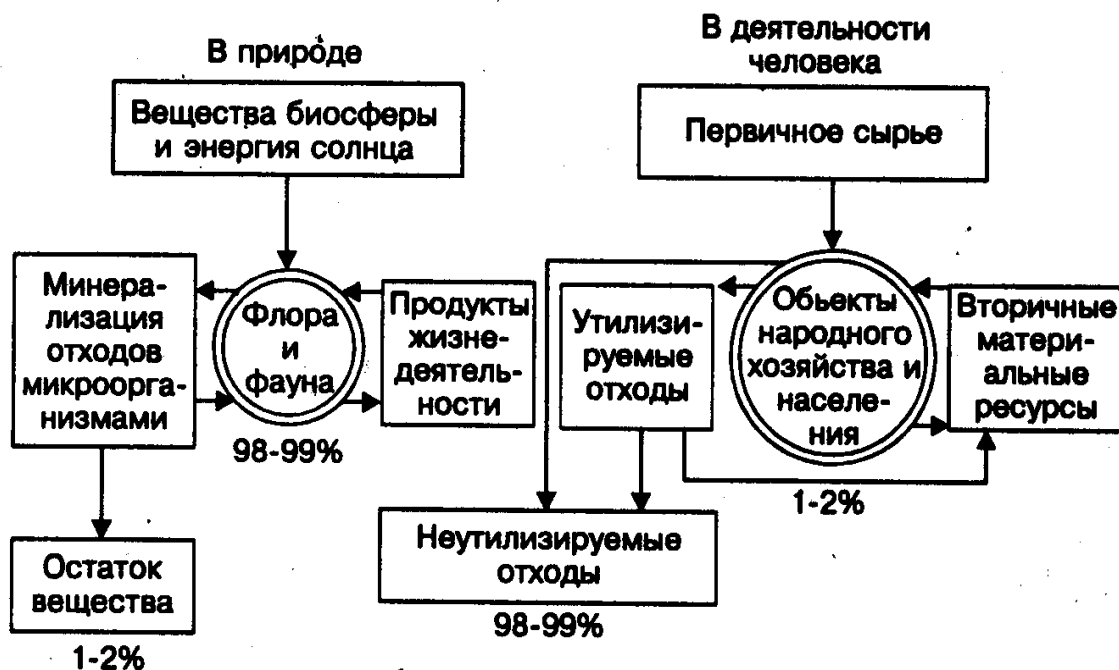 В природе
Вещества биосферы
и энергия солнца
Минера-
лизация
отходов
микроорга-
низмами
Флора
и
фауна
Продукты
жизне-
деятель-
ности
98-99%
Остаток
вещества
1-2%
В деятельности
человека
Первичное сырье
Утилизи-
руемые
отходы
Обьекты
народного
хозяйства и
населе-
ния
Вторичные
матери-
альные
ресурсы
1-2%
Неутилизируемые
отходы
98-99%